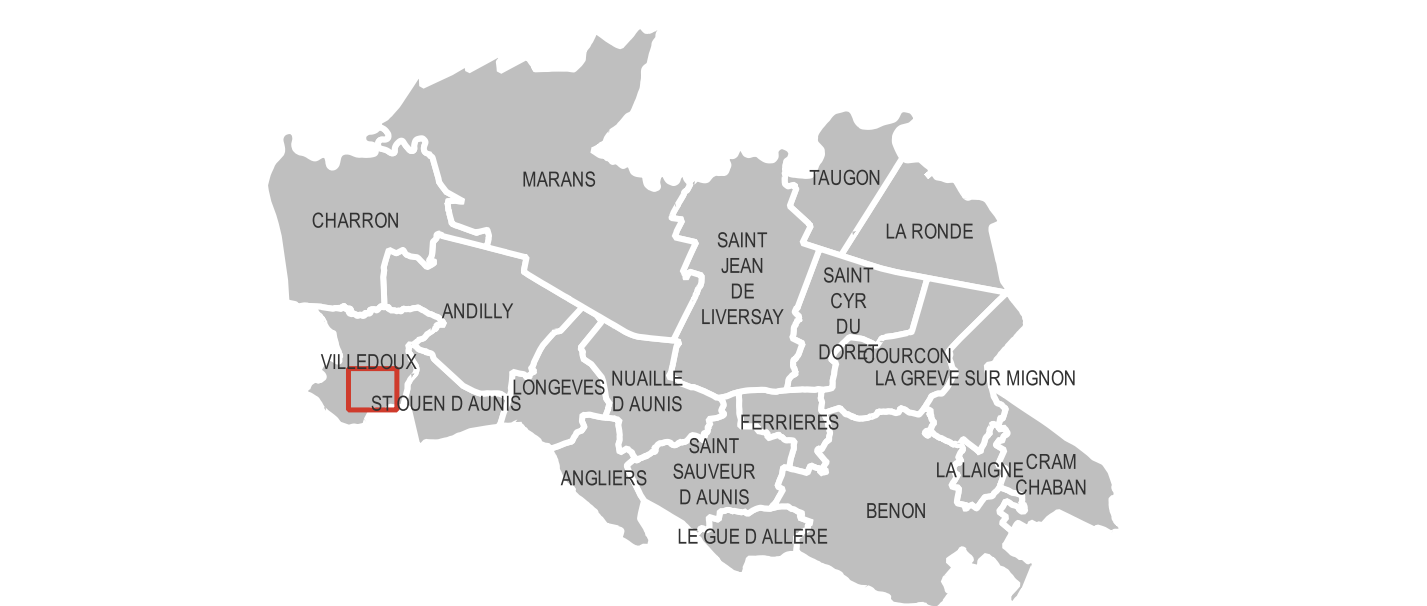 MARANS
TAUGON
CHARRON
LA RONDE
SAINT
JEAN
DE
LIVERSAY
SAINT
CYR
DU
DORET
ANDILLY
COURCON
VILLEDOUX
LA GREVE SUR MIGNON
LONGEVES
NUAILLE
D AUNIS
ST OUEN D AUNIS
FERRIERES
SAINT
SAUVEUR
D AUNIS
ANGLIERS
LA LAIGNE
CRAM
CHABAN
BENON
LE GUE D ALLERE